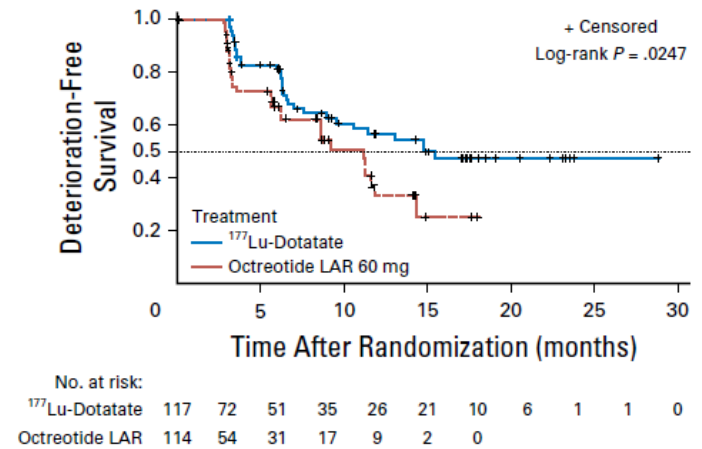 1.0
0.8
0.6
0.5
0.4
0.2
Deterioration-Free
Survival
+ Censored
Log-rank P = .0247
Treatment
177Lu-Dotatate
Octreotide LAR 60 mg
0 5 10 15 20 25 30
Time After Randomization (months)
No. at risk:
177Lu-Dotatate 117 72 51 35 26 21 10 6 1 1 0
Octreotide LAR 114 54 31 17 9 2 0